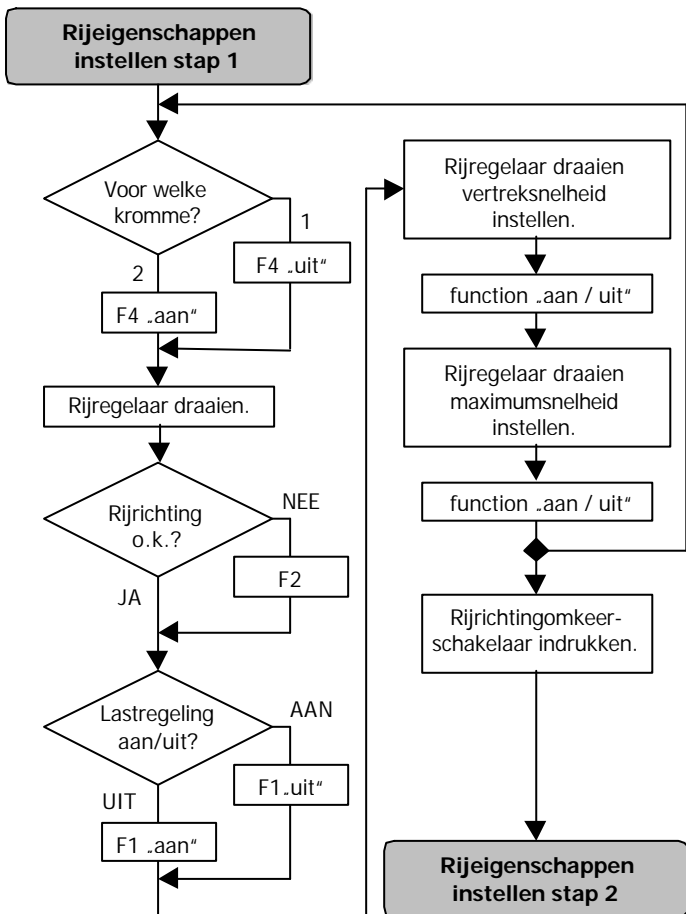 Rijeigenschappen
instellen stap 1
Voor welke
kromme?
1
F4 „uit“
2
F4 „aan“
Rijregelaar draaien.
Rijrichting
o.k.?
NEE
F2
JA
Lastregeling
aan/uit?
AAN
F1„uit“
UIT
F1 „aan“
Rijregelaar draaien
vertreksnelheid
instellen.
function „aan / uit“
Rijregelaar draaien
maximumsnelheid
instellen.
function „aan / uit“
Rijrichtingomkeer-
schakelaar indrukken.
Rijeigenschappen
instellen stap 2